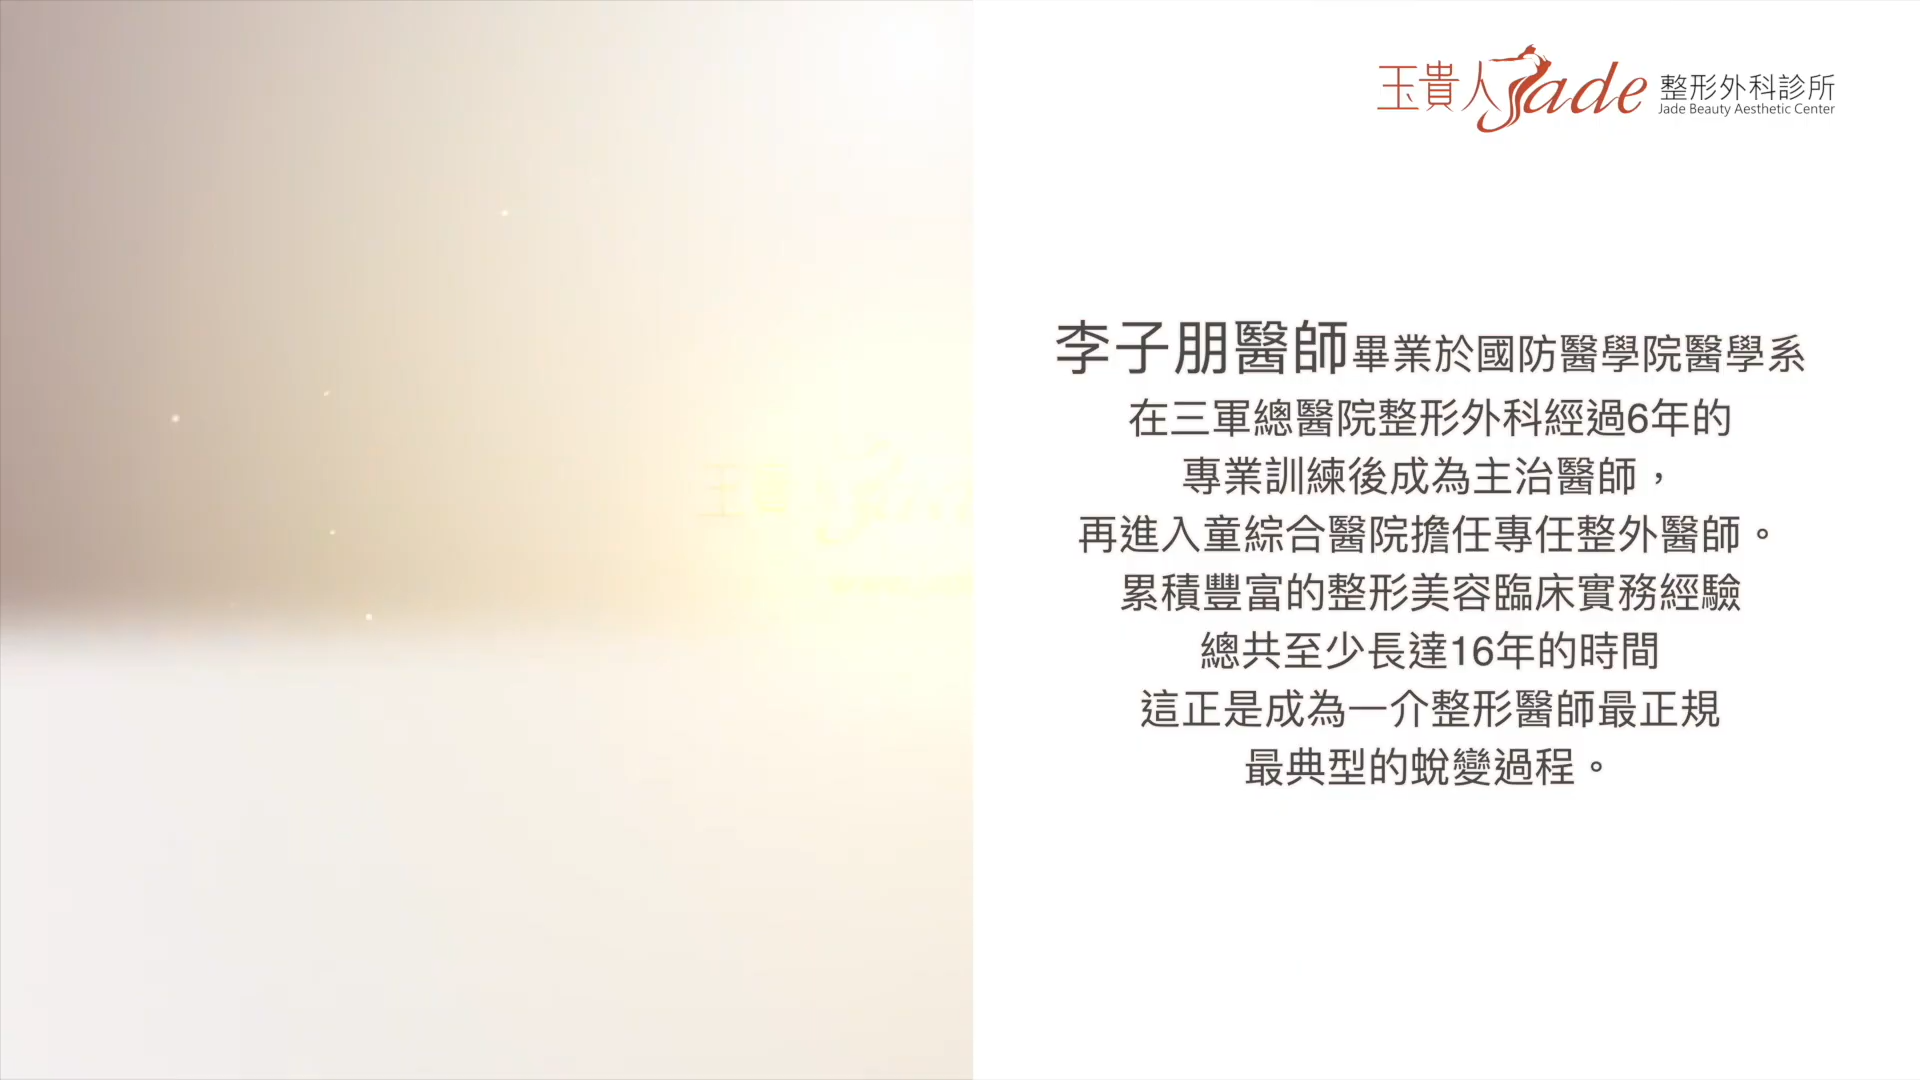 玉貴人Jade 整形外科診所
Jade Beauty Aesthetic Center
李子朋醫師畢業於國防醫學院醫學系
在三軍總醫院整形外科經過6年的
專業訓練後成為主治醫師，
再進入童綜合醫院擔任專任整外醫師。
累積豐富的整形美容臨床實務經驗
總共至少長達16年的時間
這正是成為一介整形醫師最正規
最典型的蛻變過程。